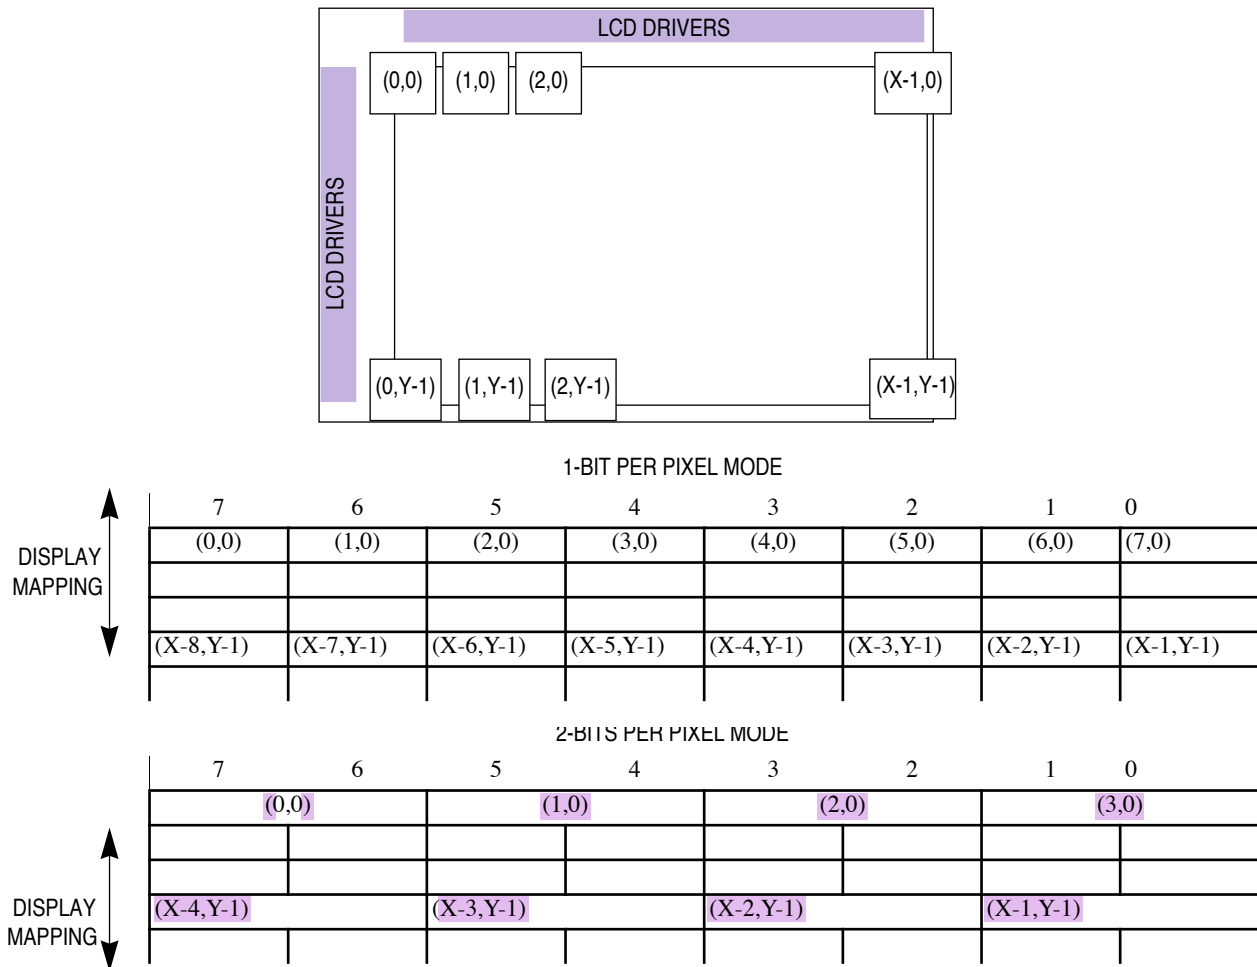 LCD DRIVERS
(0,0) (1,0) (2,0) (X-1,0)
LCD DRIVERS
(0,Y-1) (1,Y-1) (2,Y-1) (X-1,Y-1)
1-BIT PER PIXEL MODE
7 6 5 4 3 2 1 0
DISPLAY MAPPING
(0,0) (1,0) (2,0) (3,0) (4,0) (5,0) (6,0) (7,0)
(X-8,Y-1) (X-7,Y-1) (X-6,Y-1) (X-5,Y-1) (X-4,Y-1) (X-3,Y-1) (X-2,Y-1) (X-1,Y-1)
2-BITS PER PIXEL MODE
7 6 5 4 3 2 1 0
(0,0) (1,0) (2,0) (3,0)
DISPLAY MAPPING
(X-4,Y-1) (X-3,Y-1) (X-2,Y-1) (X-1,Y-1)